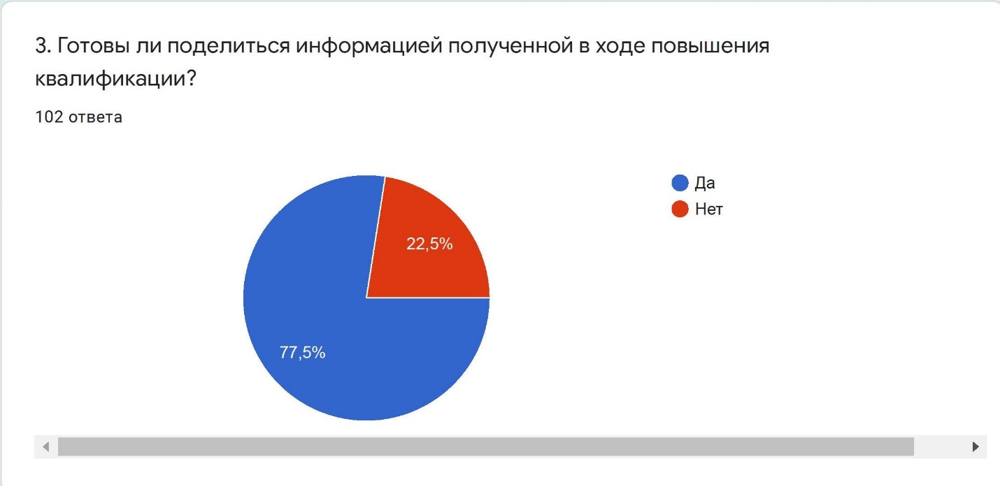 3. Готовы ли поделиться информацией полученной в ходе повышения
квалификации?
102 ответа
Да
Нет
22,5%
77,5%